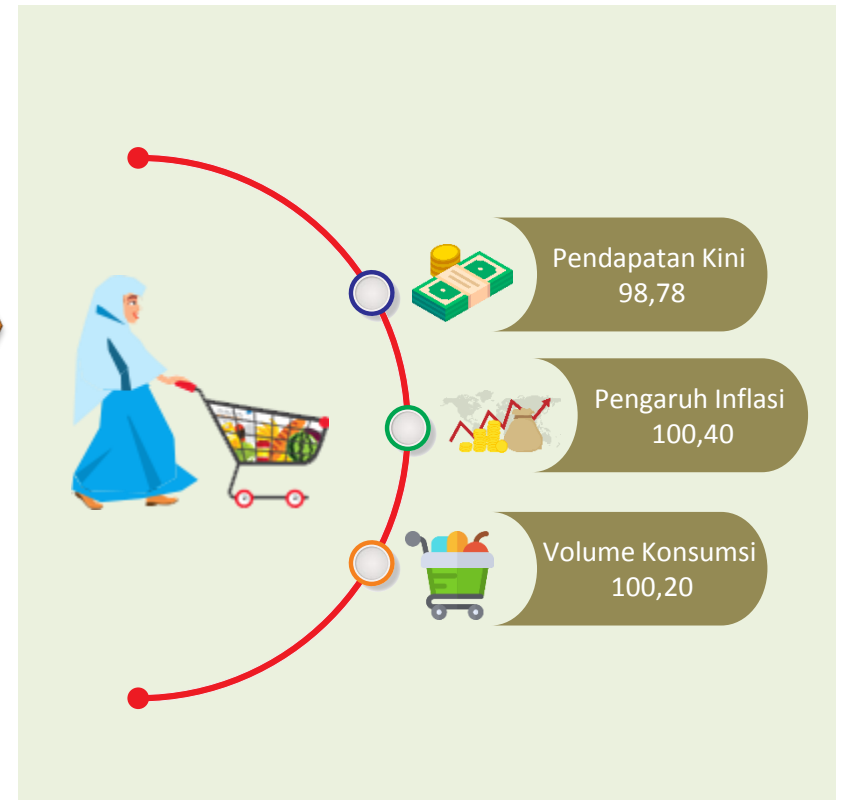 Pendapatan Kini
98,78
Pengaruh Inflasi
100,40
Volume Konsumsi
100,20